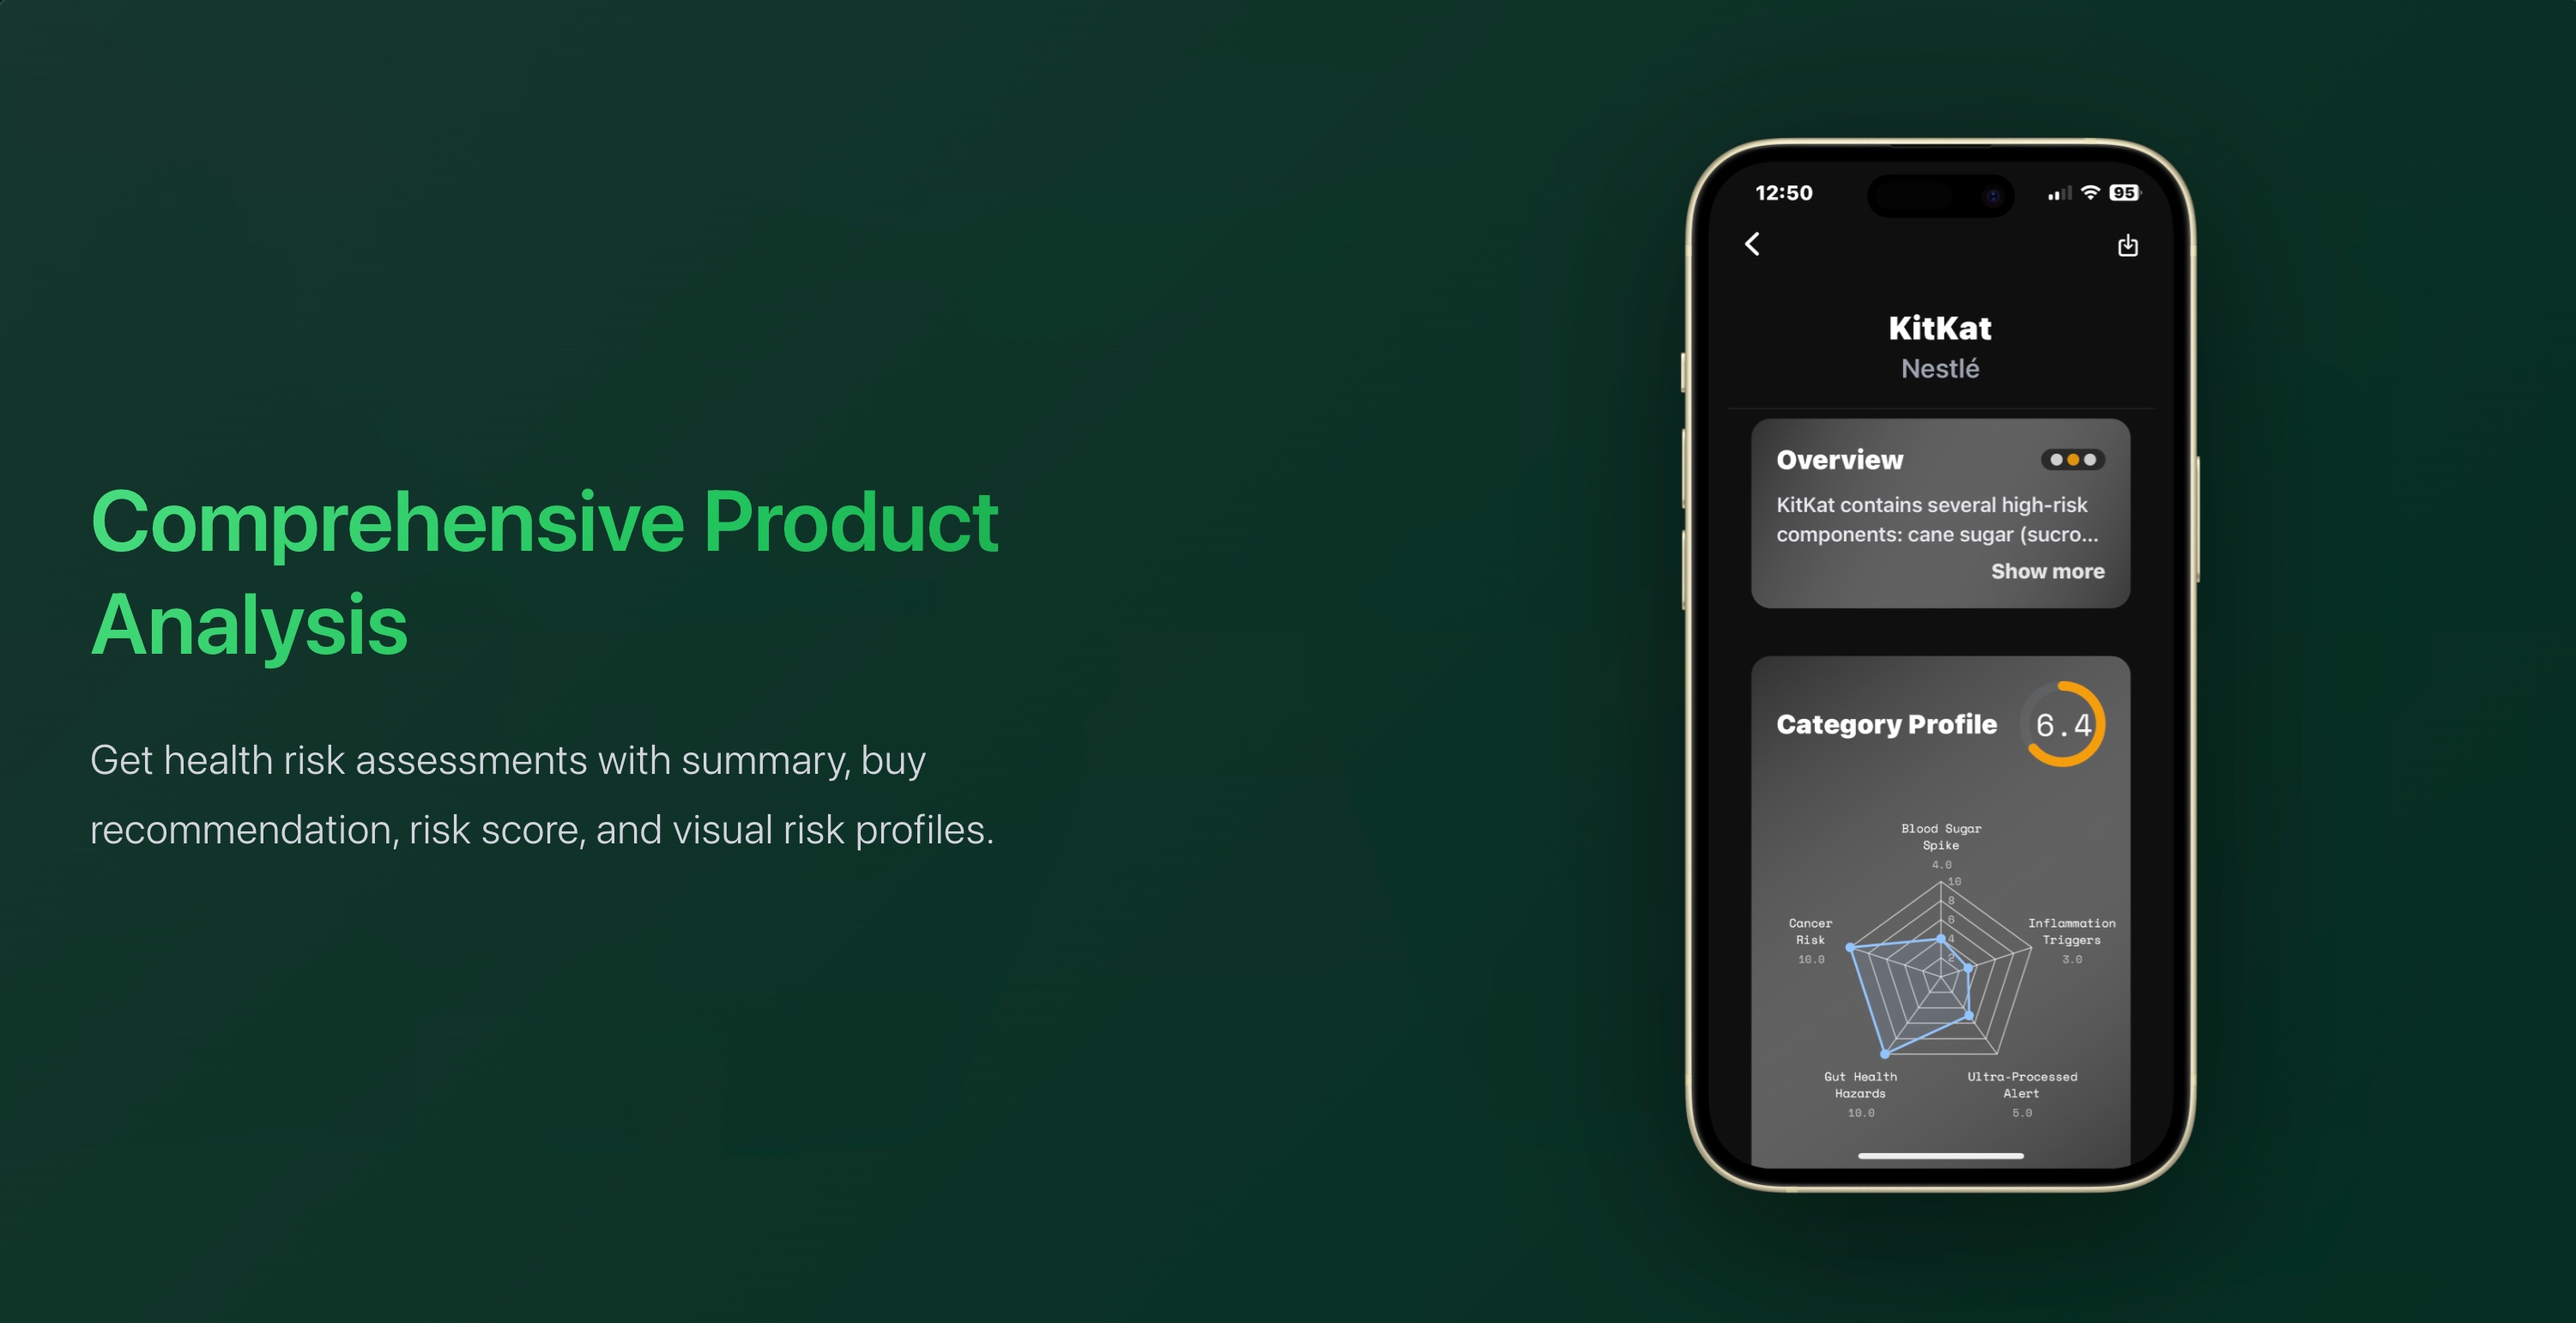 Comprehensive Product
Analysis
Get health risk assessments with summary, buy
recommendation, risk score, and visual risk profiles.
12:50
95
KitKat
Nestlé
Overview
KitKat contains several high-risk
components: cane sugar (sucro...
Show more
Category Profile
6.4
Blood Sugar
Spike
4.0
10
8
6
4
2
Cancer
Risk
10.0
Inflammation
Triggers
3.0
Gut Health
Hazards
10.0
Ultra-Processed
Alert
5.0